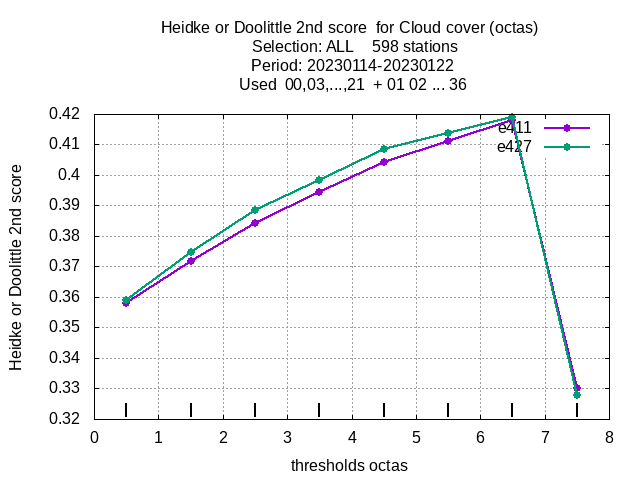 Heidke or Doolittle 2nd score  for Cloud cover (octas)
Selection: ALL    598 stations
Period: 20230114-20230122
Used  00,03,...,21  + 01 02 ... 36
0.42
0.41
0.4
0.39
0.38
0.37
0.36
0.35
0.34
0.33
0.32
Heidke or Doolittle 2nd score
e411
e427
0 1 2 3 4 5 6 7 8
thresholds octas